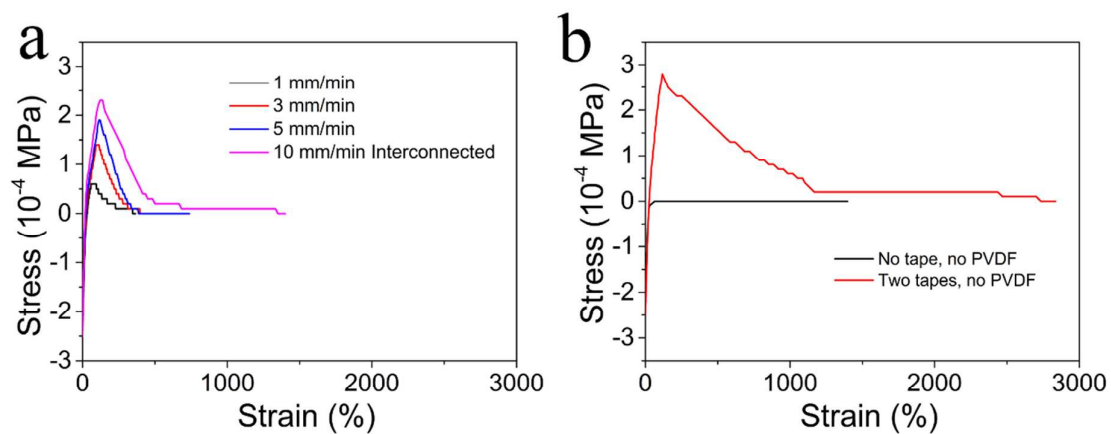 a
Stress (10⁻⁴ MPa)
3
2
1
0
-1
-2
-3
1 mm/min
3 mm/min
5 mm/min
10 mm/min Interconnected
0 1000 2000 3000
Strain (%)
b
Stress (10⁻⁴ MPa)
3
2
1
0
-1
-2
-3
No tape, no PVDF
Two tapes, no PVDF
0 1000 2000 3000
Strain (%)